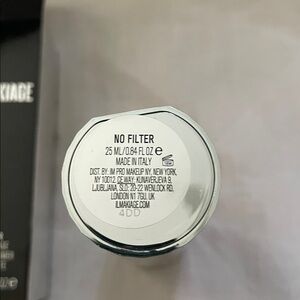 KIAGE
NO FILTER
25 ML/0.84 FL OZ e
MADE IN ITALY
DIST. BY: IM PRO MAKEUP NY, NEW YORK,
NY 10012. CE WAY: KUNAVERJEVA 9,
LJUBLJANA, SLO; 20-22 WENLOCK RD,
LONDON N1 7GU, UK
ILMAKIAGE.COM
4DD